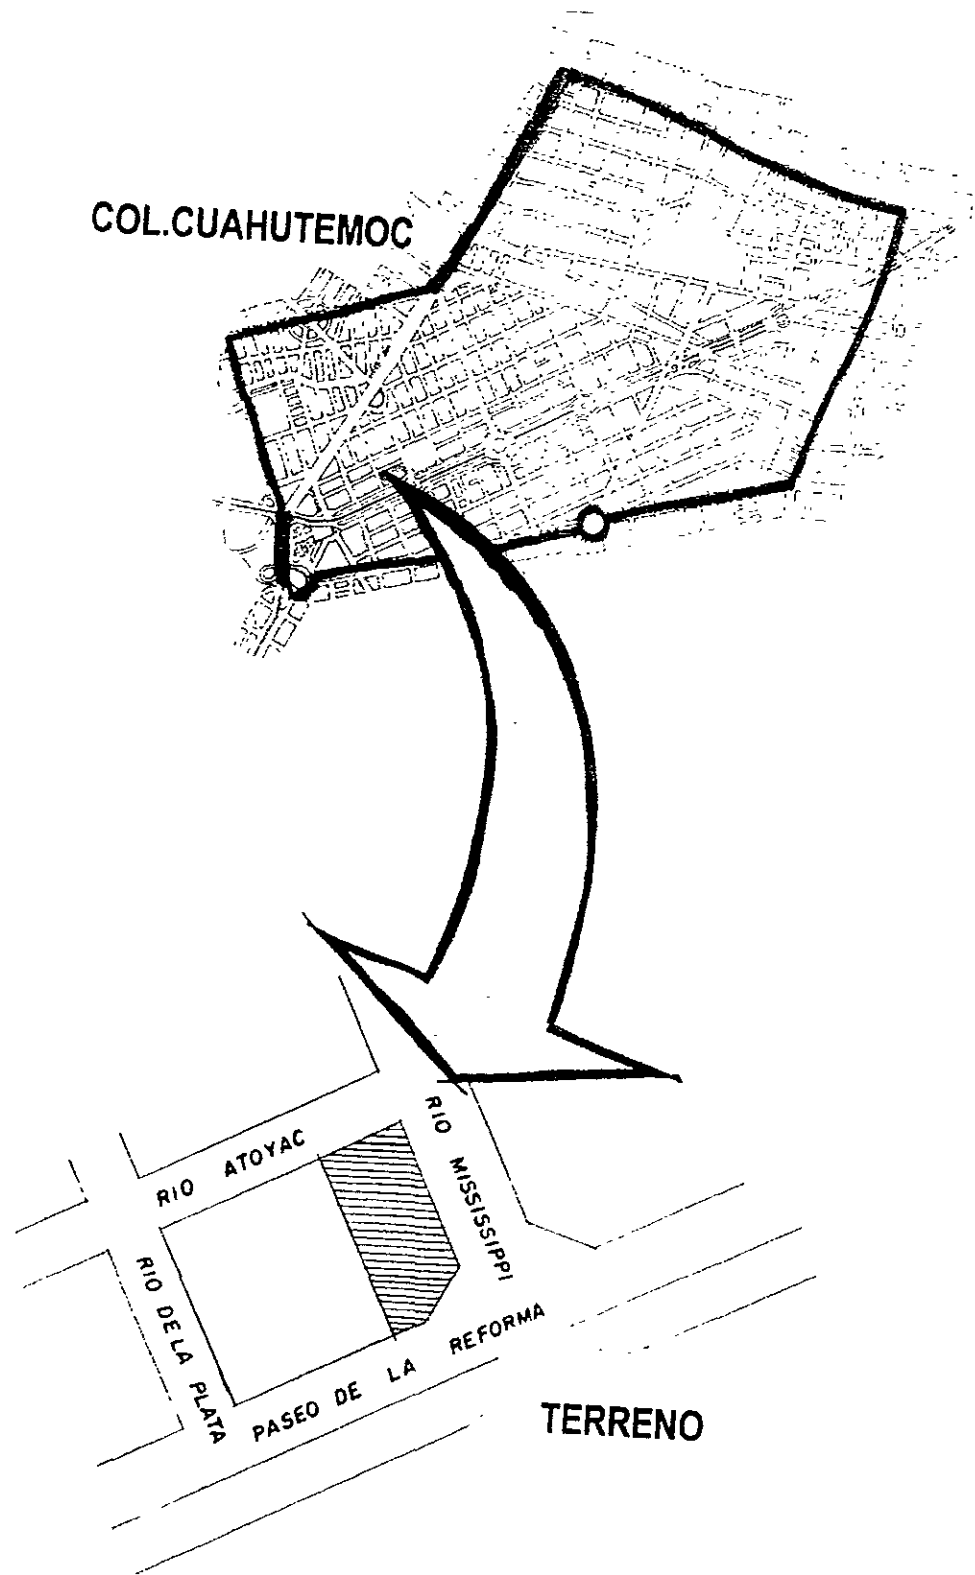 COL.CUAHUTEMOC
RIO MISSISSIPPI
RIO ATOYAC
RIO DE LA PLATA
PASEO DE LA REFORMA
TERRENO